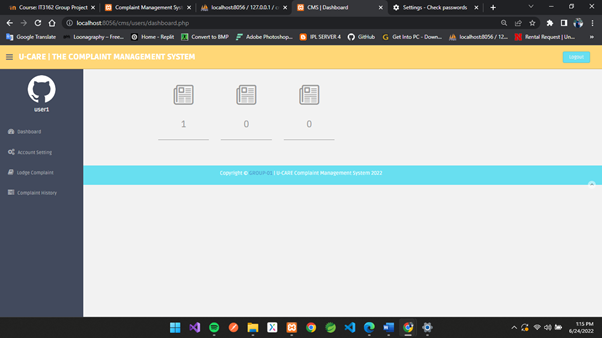 Course: IT3162 Group Project
Complaint Management Sys
localhost:8056 / 127.0.0.1 / c
CMS | Dashboard
Settings - Check passwords
localhost:8056/cms/users/dashboard.php
Google Translate
Loonagraphy — Free...
Home - Replit
Convert to BMP
Adobe Photoshop...
IPL SERVER 4
GitHub
Get Into PC - Down...
localhost:8056 / 12...
Rental Request | Un...
U-CARE | THE COMPLAINT MANAGEMENT SYSTEM
Logout
user1
Dashboard
Account Setting
Lodge Complaint
Complaint History
1 0 0
Copyright © GROUP 01 | U-CARE Complaint Management System 2022
1:15 PM
6/24/2022